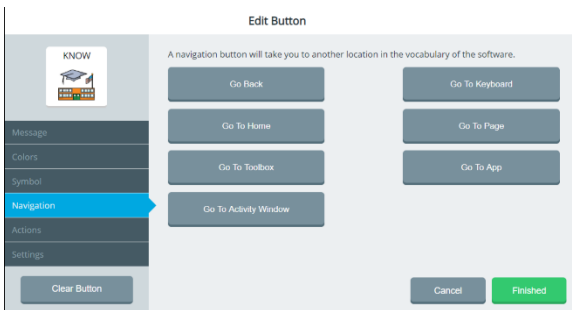 Edit Button
KNOW
A navigation button will take you to another location in the vocabulary of the software.
Go Back
Go To Keyboard
Go To Home
Go To Page
Go To Toolbox
Go To App
Go To Activity Window
Message
Colors
Symbol
Navigation
Actions
Settings
Clear Button
Cancel
Finished